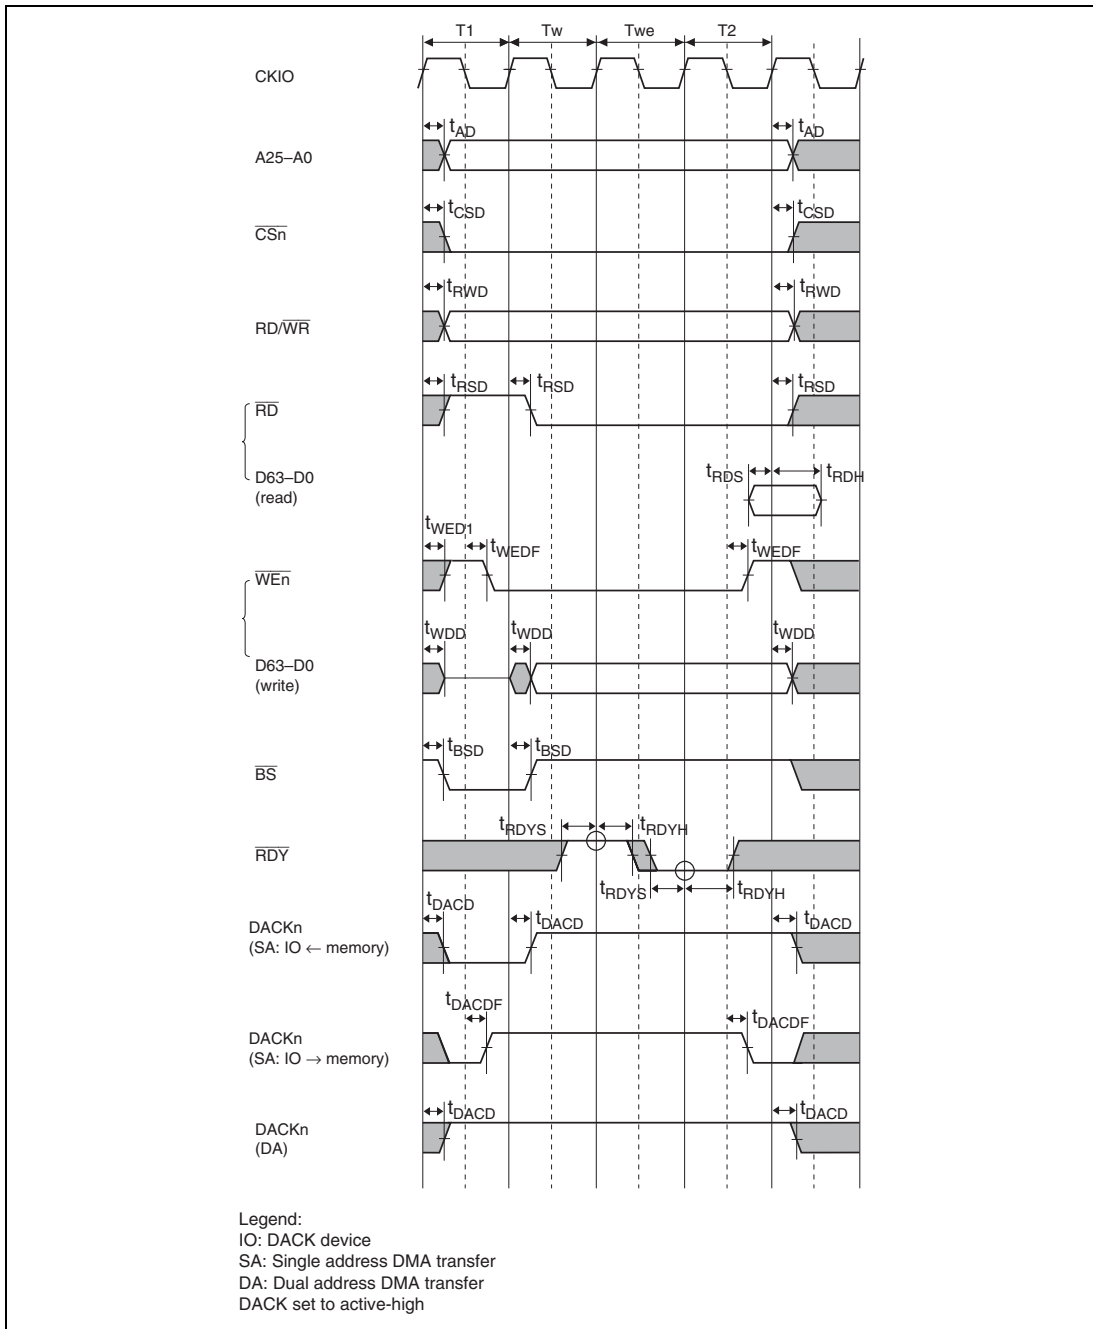 T1 Tw Twe T2
CKIO
tAD tAD
A25–A0
tCSD tCSD
CSn
tRWD tRWD
RD/WR
tRSD tRSD tRSD
RD
tRDS tRDH
D63–D0
(read)
tWED1 tWEDF tWEDF
WEn
tWDD tWDD tWDD
D63–D0
(write)
tBSD tBSD
BS
tRDYS tRDYH
RDY
tRDYS tRDYH
tDACD tDACD tDACD
DACKn
(SA: IO ← memory)
tDACDF tDACDF
DACKn
(SA: IO → memory)
tDACD tDACD
DACKn
(DA)
Legend:
IO: DACK device
SA: Single address DMA transfer
DA: Dual address DMA transfer
DACK set to active-high